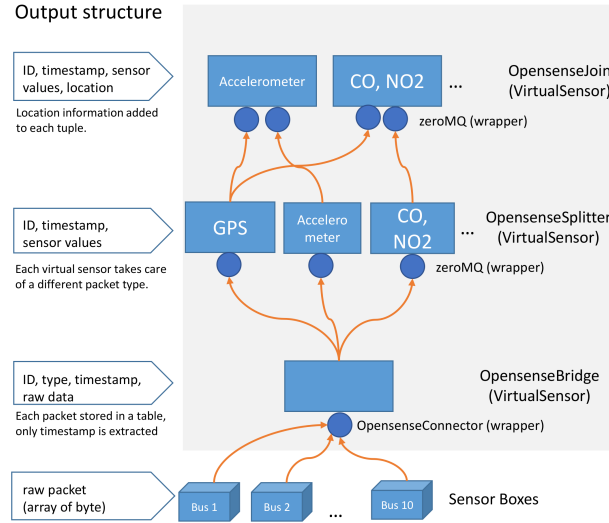 Output structure
ID, timestamp, sensor
values, location
Location information added
to each tuple.
Accelerometer
CO, NO2
...
OpensenseJoin
(VirtualSensor)
zeroMQ (wrapper)
ID, timestamp,
sensor values
Each virtual sensor takes care
of a different packet type.
GPS
Accelero
meter
CO,
NO2
...
OpensenseSplitter
(VirtualSensor)
zeroMQ (wrapper)
ID, type, timestamp,
raw data
Each packet stored in a table,
only timestamp is extracted
OpensenseBridge
(VirtualSensor)
OpensenseConnector (wrapper)
raw packet
(array of byte)
Bus 1
Bus 2
...
Bus 10
Sensor Boxes